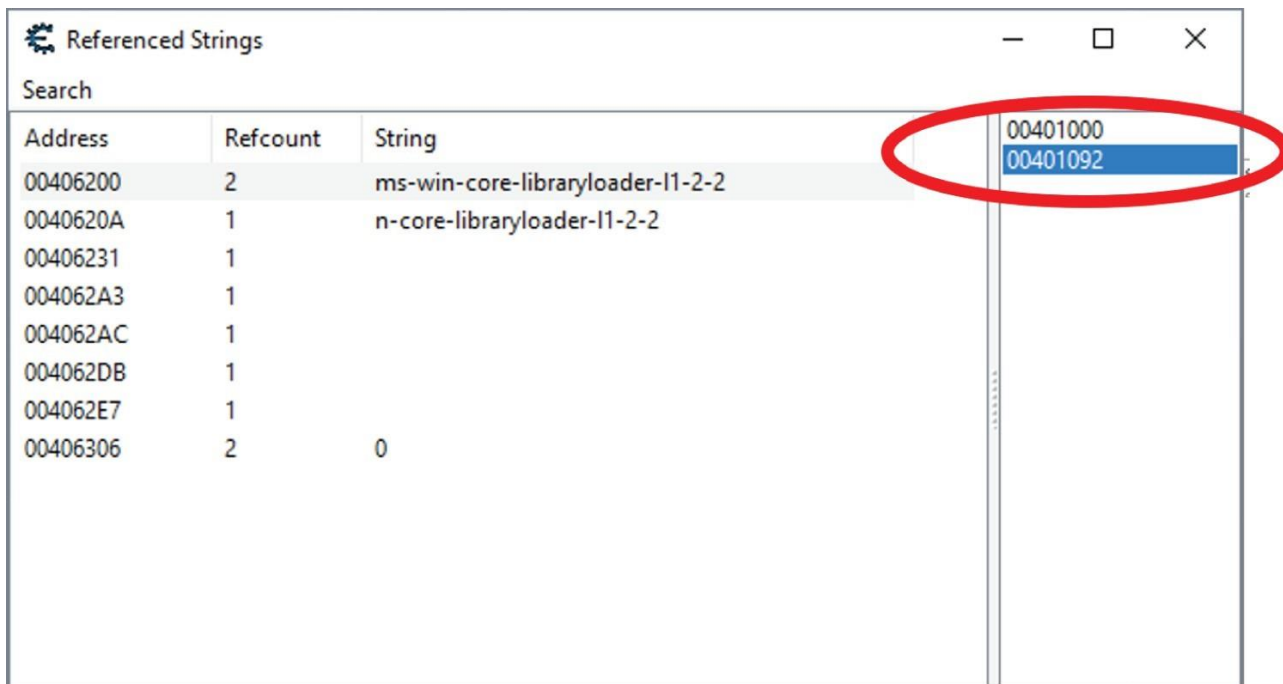 Referenced Strings
Search
Address Refcount String
00406200 2 ms-win-core-libraryloader-l1-2-2
0040620A 1 n-core-libraryloader-l1-2-2
00406231 1
004062A3 1
004062AC 1
004062DB 1
004062E7 1
00406306 2 0
00401000
00401092